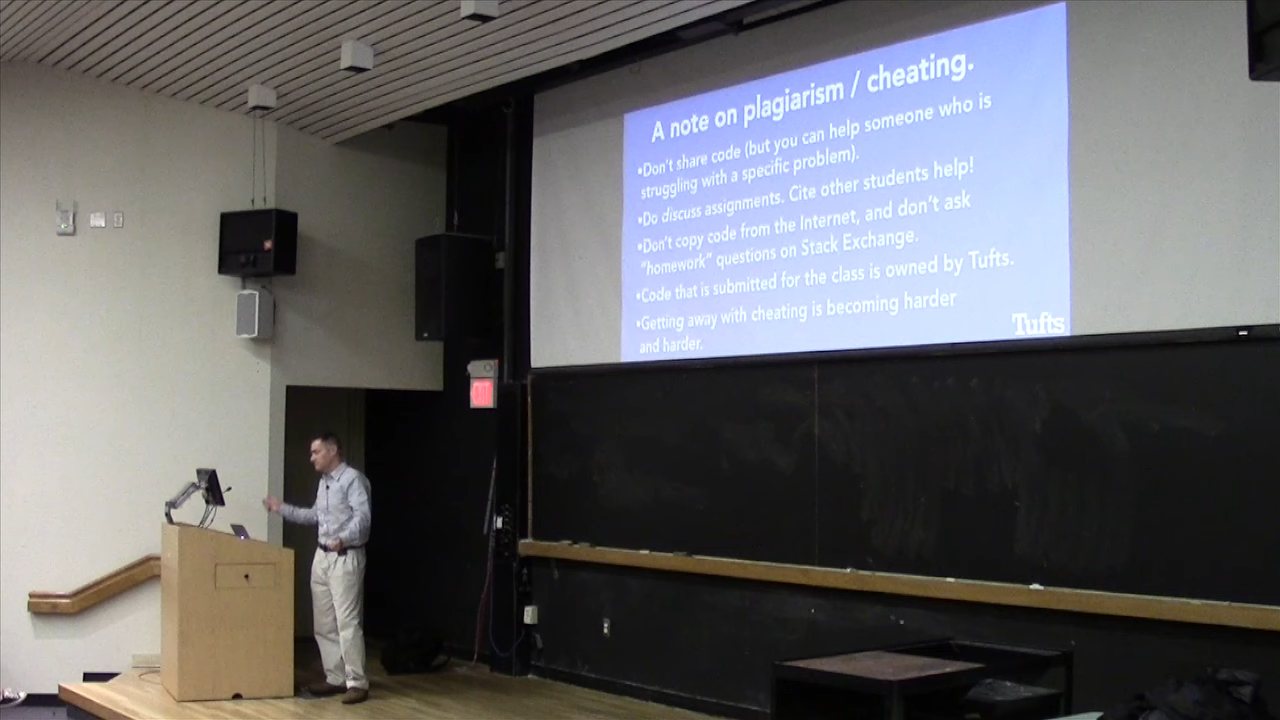 A note on plagiarism / cheating.
•Don't share code (but you can help someone who is
struggling with a specific problem).
•Do discuss assignments. Cite other students help!
•Don't copy code from the Internet, and don't ask
“homework” questions on Stack Exchange.
•Code that is submitted for the class is owned by Tufts.
•Getting away with cheating is becoming harder
and harder.
Tufts
EXIT